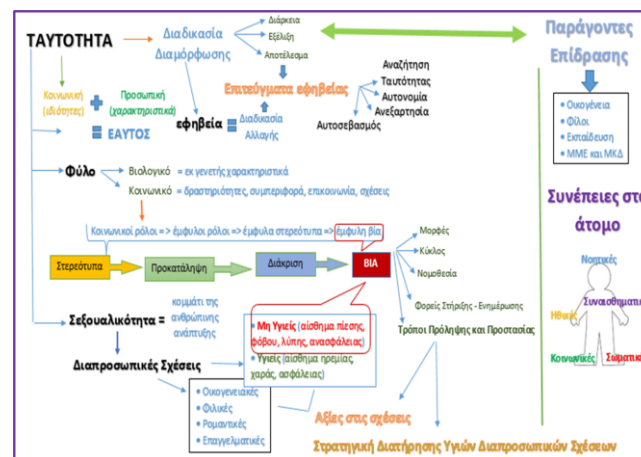 ΤΑΥΤΟΤΗΤΑ
Διαδικασία
Διαμόρφωσης
Διάρκεια
Εξέλιξη
Αποτέλεσμα
Παράγοντες
Επίδρασης
Κοινωνική
(ιδιότητες)
Προσωπική
(χαρακτηριστικά)
ΕΑΥΤΟΣ
εφηβεία
Διαδικασία
Αλλαγής
Επιτεύγματα εφηβείας
Αναζήτηση
Ταυτότητας
Αυτονομία
Ανεξαρτησία
Αυτοσεβασμός
• Οικογένεια
• Φίλοι
• Εκπαίδευση
• ΜΜΕ και ΜΚΔ
Φύλο
Βιολογικό = εκ γενετής χαρακτηριστικά
Κοινωνικό = δραστηριότητες, συμπεριφορά, επικοινωνία, σχέσεις
Κοινωνικοί ρόλοι => έμφυλοι ρόλοι => έμφυλα στερεότυπα => έμφυλη βία
Στερεότυπα
Προκατάληψη
Διάκριση
ΒΙΑ
Μορφές
Κύκλος
Νομοθεσία
Φορείς Στήριξης - Ενημέρωσης
Τρόποι Πρόληψης και Προστασίας
Συνέπειες στο
άτομο
Νοητικές
Συναισθηματικ
Ηθικές
Κοινωνικές
Σωματικές
Σεξουαλικότητα =
κομμάτι της
ανθρώπινης
ανάπτυξης
Διαπροσωπικές Σχέσεις
• Μη Υγιείς (αίσθημα πίεσης,
φόβου, λύπης, ανασφάλειας)
• Υγιείς (αίσθημα ηρεμίας,
χαράς, ασφάλειας)
• Οικογενειακές
• Φιλικές
• Ρομαντικές
• Επαγγελματικές
Αξίες στις σχέσεις
Στρατηγική Διατήρησης Υγιών Διαπροσωπικών Σχέσεων